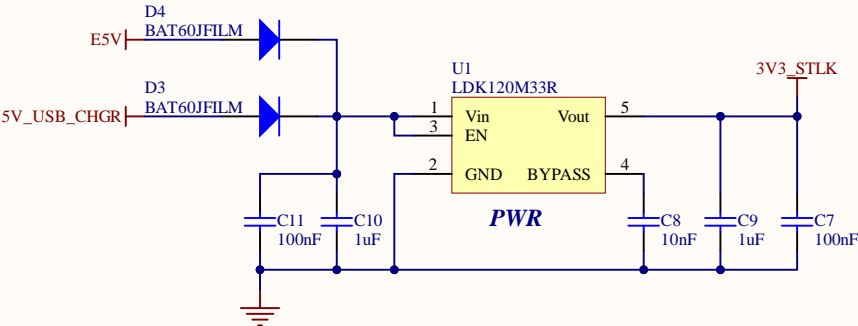 D4
BAT60JFILM
E5V
D3
BAT60JFILM
5V_USB_CHGR
U1
LDK120M33R
1
Vin
3
EN
2
GND
Vout
5
BYPASS
4
PWR
3V3_STLK
C11
100nF
C10
1uF
C8
10nF
C9
1uF
C7
100nF